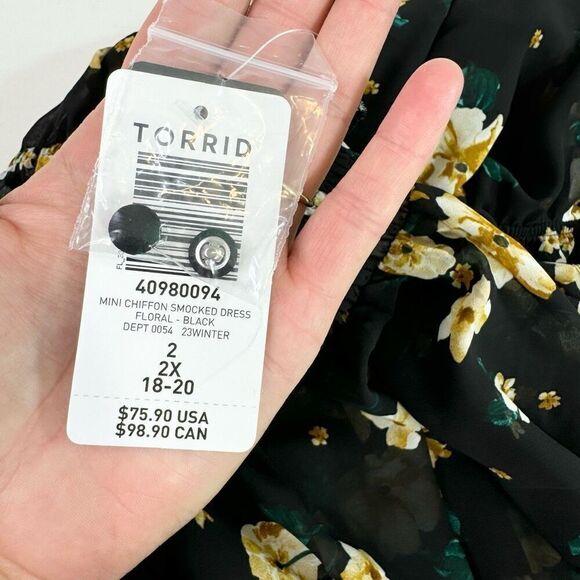 TORRID
40980094
MINI CHIFFON SMOCKED DRESS
FLORAL - BLACK
DEPT 0054 23WINTER
2
2X
18-20
$75.90 USA
$98.90 CAN